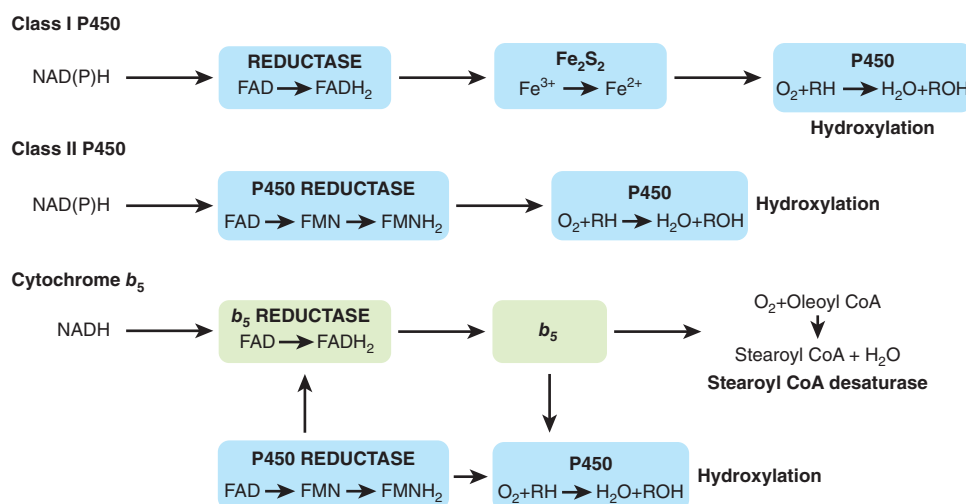 Class I P450
NAD(P)H
REDUCTASE
FAD → FADH₂
Fe₂S₂
Fe³⁺ → Fe²⁺
P450
O₂+RH → H₂O+ROH
Hydroxylation
Class II P450
NAD(P)H
P450 REDUCTASE
FAD → FMN → FMNH₂
P450
O₂+RH → H₂O+ROH
Hydroxylation
Cytochrome b₅
NADH
b₅ REDUCTASE
FAD → FADH₂
b₅
O₂+Oleoyl CoA
Stearoyl CoA + H₂O
Stearoyl CoA desaturase
P450 REDUCTASE
FAD → FMN → FMNH₂
P450
O₂+RH → H₂O+ROH
Hydroxylation